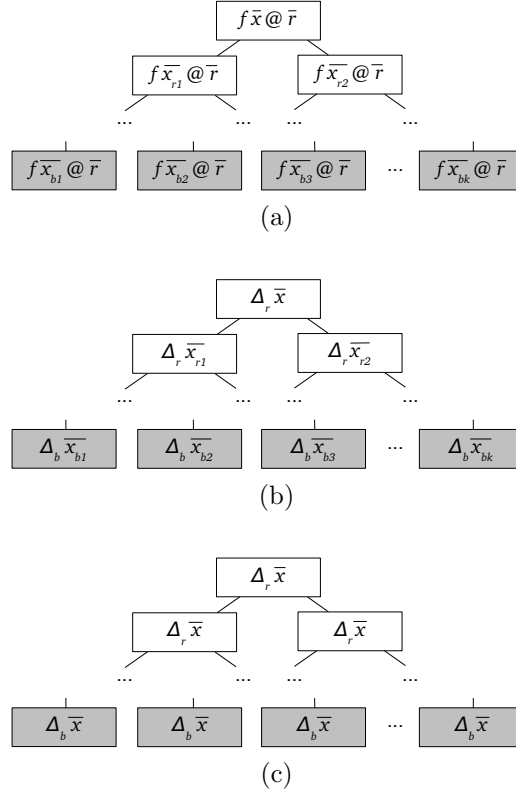 f x̅ @ r̅
f x̅_r1 @ r̅ f x̅_r2 @ r̅
... ... ... ...
f x̅_b1 @ r̅ f x̅_b2 @ r̅ f x̅_b3 @ r̅ ... f x̅_bk @ r̅
(a)
Δ_r x̅
Δ_r x̅_r1 Δ_r x̅_r2
... ... ... ...
Δ_b x̅_b1 Δ_b x̅_b2 Δ_b x̅_b3 ... Δ_b x̅_bk
(b)
Δ_r x̅
Δ_r x̅ Δ_r x̅
... ... ... ...
Δ_b x̅ Δ_b x̅ Δ_b x̅ ... Δ_b x̅
(c)